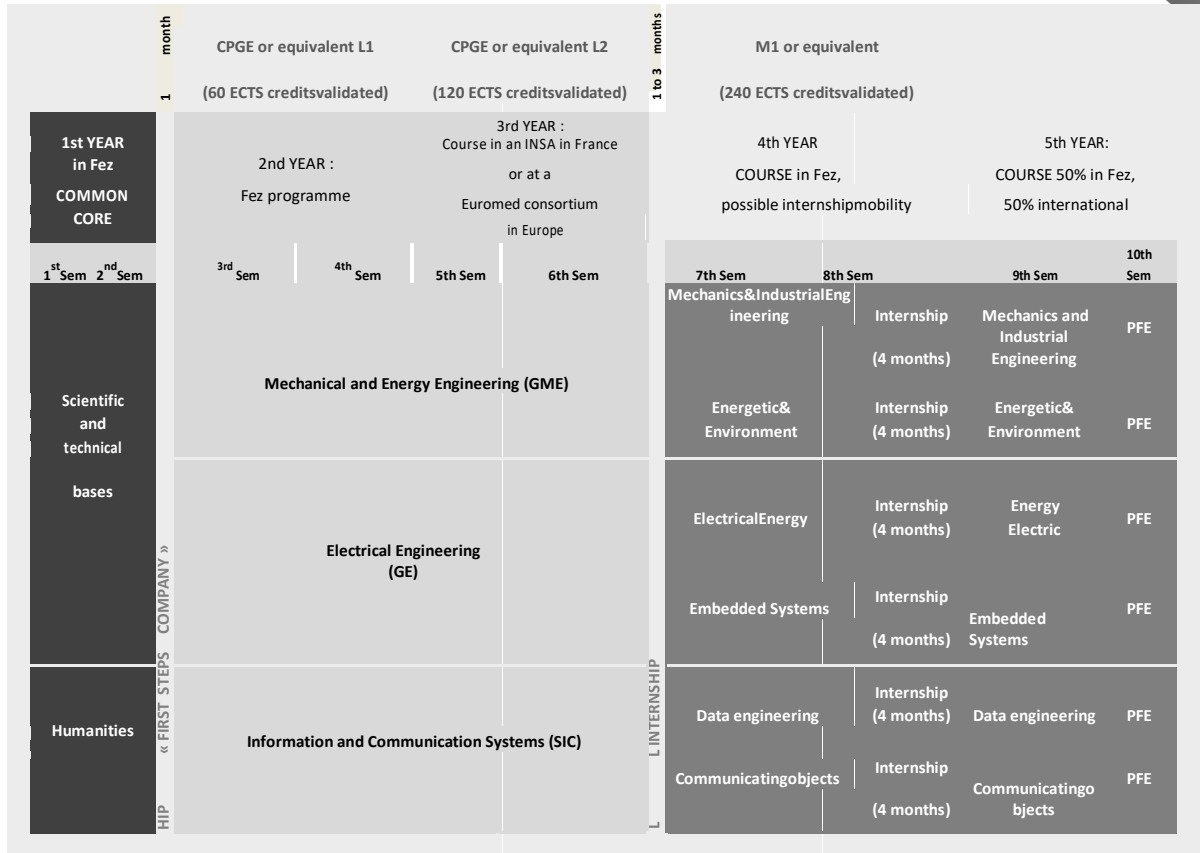 1 month
CPGE or equivalent L1
(60 ECTS creditsvalidated)
CPGE or equivalent L2
(120 ECTS creditsvalidated)
1 to 3 months
M1 or equivalent
(240 ECTS creditsvalidated)
1st YEAR
in Fez
COMMON
CORE
2nd YEAR :
Fez programme
3rd YEAR :
Course in an INSA in France
or at a
Euromed consortium
in Europe
4th YEAR
COURSE in Fez,
possible internshipmobility
5th YEAR:
COURSE 50% in Fez,
50% international
1st Sem 2nd Sem
3rd Sem
4th Sem
5th Sem
6th Sem
7th Sem
8th Sem
9th Sem
10th
Sem
Scientific
and
technical
bases
Humanities
HIP « FIRST STEPS COMPANY »
Mechanical and Energy Engineering (GME)
Electrical Engineering
(GE)
Information and Communication Systems (SIC)
L L INTERNSHIP
Mechanics&IndustrialEng
ineering
Internship
(4 months)
Mechanics and
Industrial
Engineering
PFE
Energetic&
Environment
Internship
(4 months)
Energetic&
Environment
PFE
ElectricalEnergy
Internship
(4 months)
Energy
Electric
PFE
Embedded Systems
Internship
(4 months)
Embedded
Systems
PFE
Data engineering
Internship
(4 months)
Data engineering
PFE
Communicatingobjects
Internship
(4 months)
Communicatingo
bjects
PFE